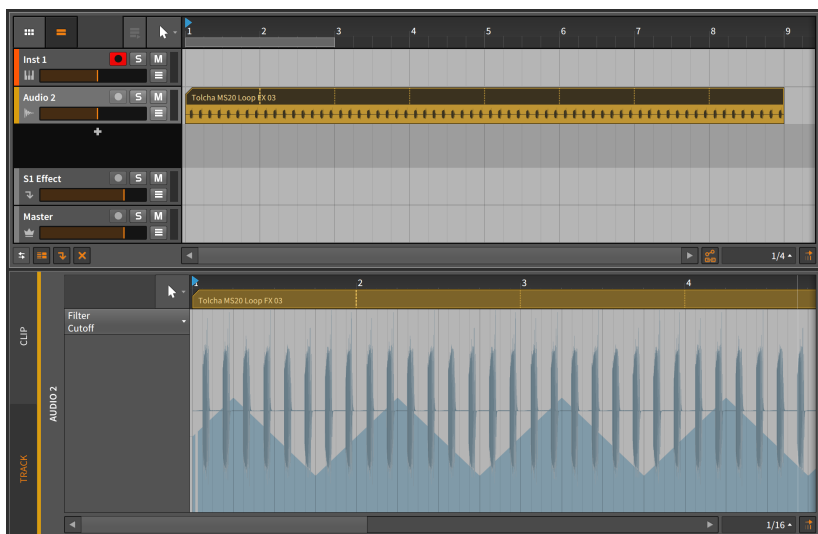 1 2 3 4 5 6 7 8 9
Inst 1 S M
Audio 2 S M
Tolcha MS20 Loop FX 03
S1 Effect S M
Master S M
1/4
1 2 3 4
Tolcha MS20 Loop FX 03
Filter
Cutoff
CLIP
AUDIO 2
TRACK
1/16